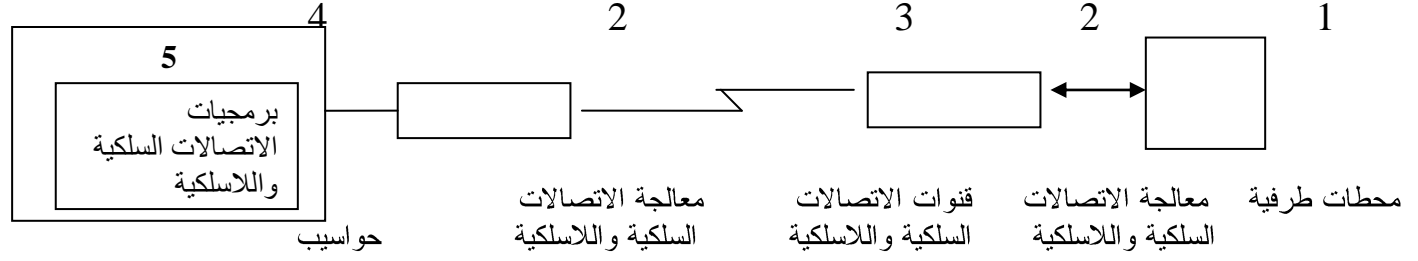 1 2 3 2 4
5
برمجيات
الاتصالات السلكية
واللاسلكية
محطات طرفية
معالجة الاتصالات
السلكية واللاسلكية
قنوات الاتصالات
السلكية واللاسلكية
معالجة الاتصالات
السلكية واللاسلكية
حواسيب